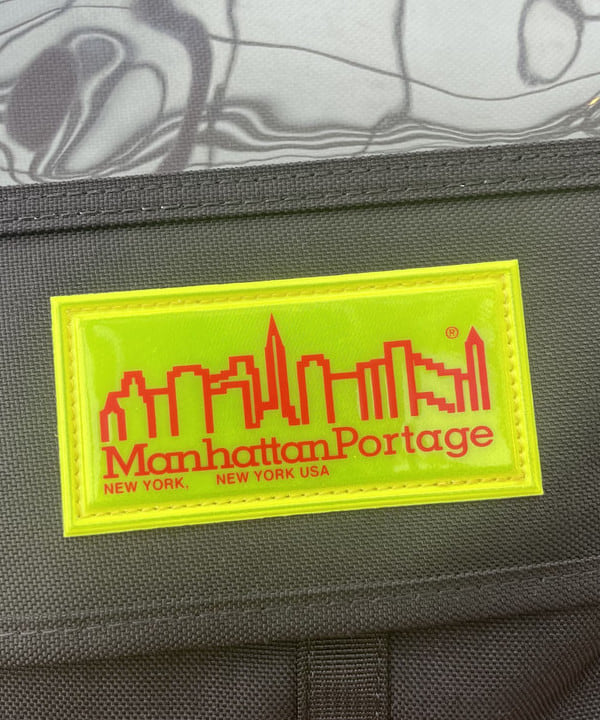 ®
ManhattanPortage
NEW YORK, NEW YORK USA